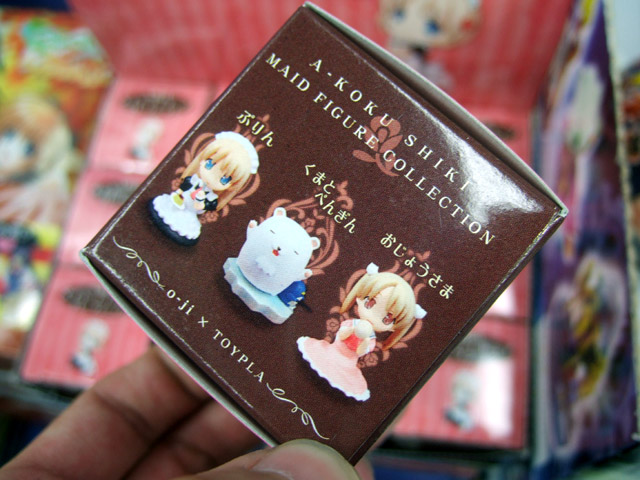 A-KOKU SHIKI
MAID FIGURE COLLECTION
ぷりん
くまと
ぺんぎん
おじょうさま
o-ji × TOYPLA